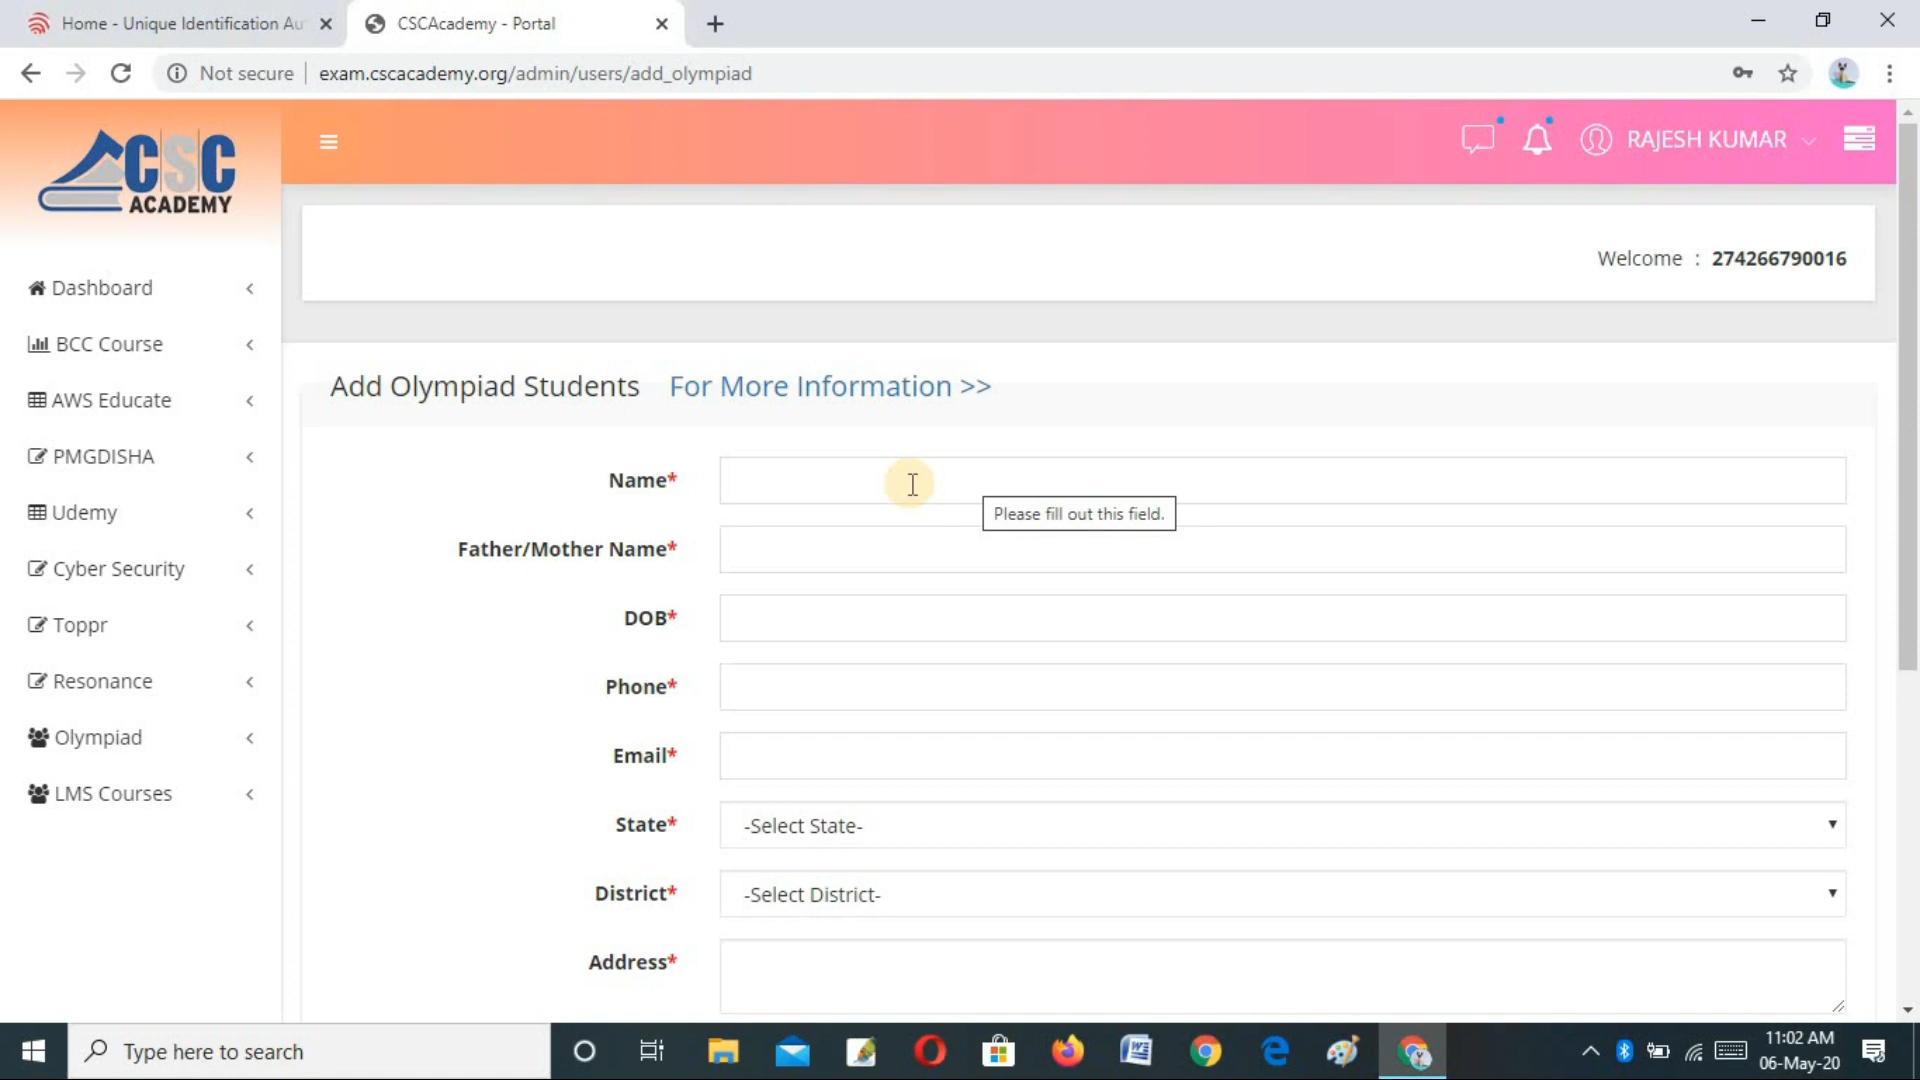 Home - Unique Identification Au
CSCAcademy - Portal
Not secure
exam.cscacademy.org/admin/users/add_olympiad
CSC
ACADEMY
RAJESH KUMAR
Welcome : 274266790016
Dashboard
BCC Course
AWS Educate
PMGDISHA
Udemy
Cyber Security
Toppr
Resonance
Olympiad
LMS Courses
Add Olympiad Students For More Information >>
Name*
Please fill out this field.
Father/Mother Name*
DOB*
Phone*
Email*
State* -Select State-
District* -Select District-
Address*
Type here to search
11:02 AM
06-May-20